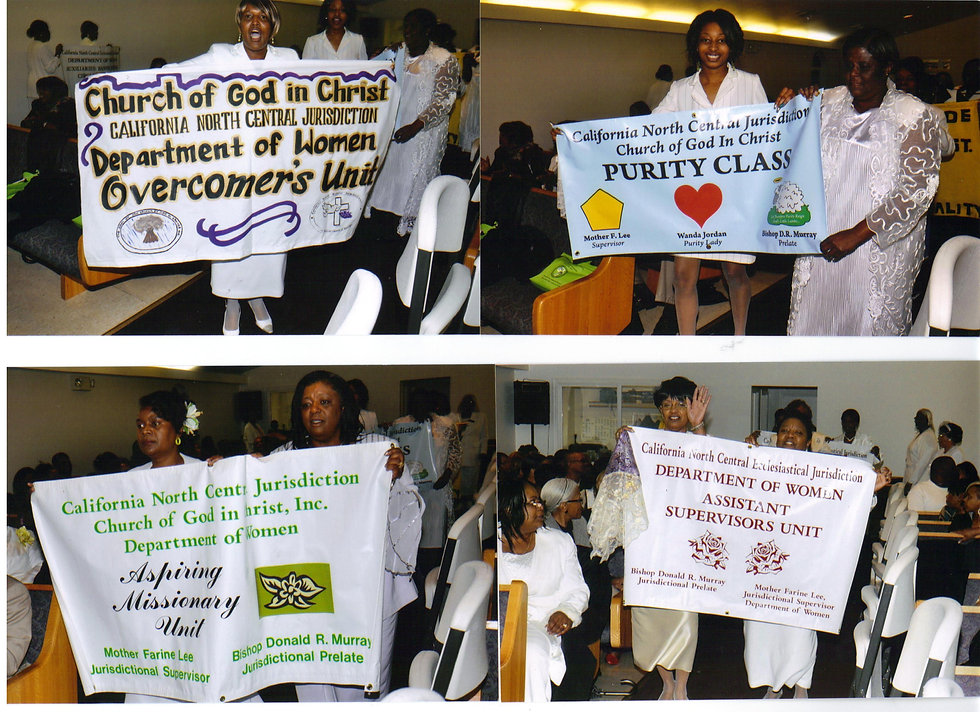 Church of God in Christ
CALIFORNIA NORTH CENTRAL JURISDICTION
Department of Women
Overcomer's Unit
California North Central Jurisdiction
Church of God In Christ
PURITY CLASS
Mother F. Lee
Supervisor
Wanda Jordan
Purity Lady
Bishop D.R. Murray
Prelate
California North Centr Jurisdiction
Church of God in hrist, Inc.
Department of Women
Aspiring
Missionary
Unit
Mother Farine Lee
Jurisdictional Supervisor
Bishop Donald R. Murray
Jurisdictional Prelate
California North Central Ecclesiastical Jurisdiction
DEPARTMENT OF WOMEN
ASSISTANT
SUPERVISORS UNIT
Bishop Donald R. Murray
Jurisdictional Prelate
Mother Farine Lee,
Jurisdictional Supervisor
Department of Women